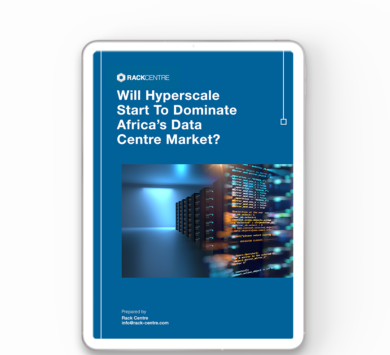 RACKCENTRE
Will Hyperscale
Start To Dominate
Africa's Data
Centre Market?
Prepared by
Rack Centre
info@rack-centre.com